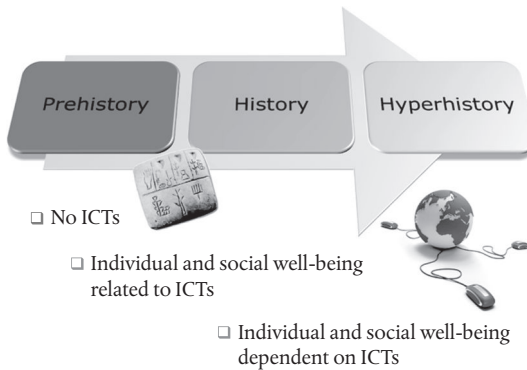 Prehistory
History
Hyperhistory
□ No ICTs
□ Individual and social well-being
related to ICTs
□ Individual and social well-being
dependent on ICTs